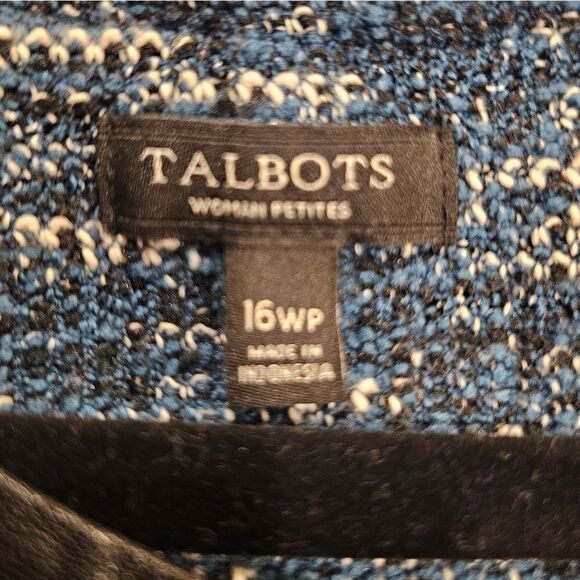 TALBOTS
WOMAN PETITES
16WP
MADE IN
INDONESIA